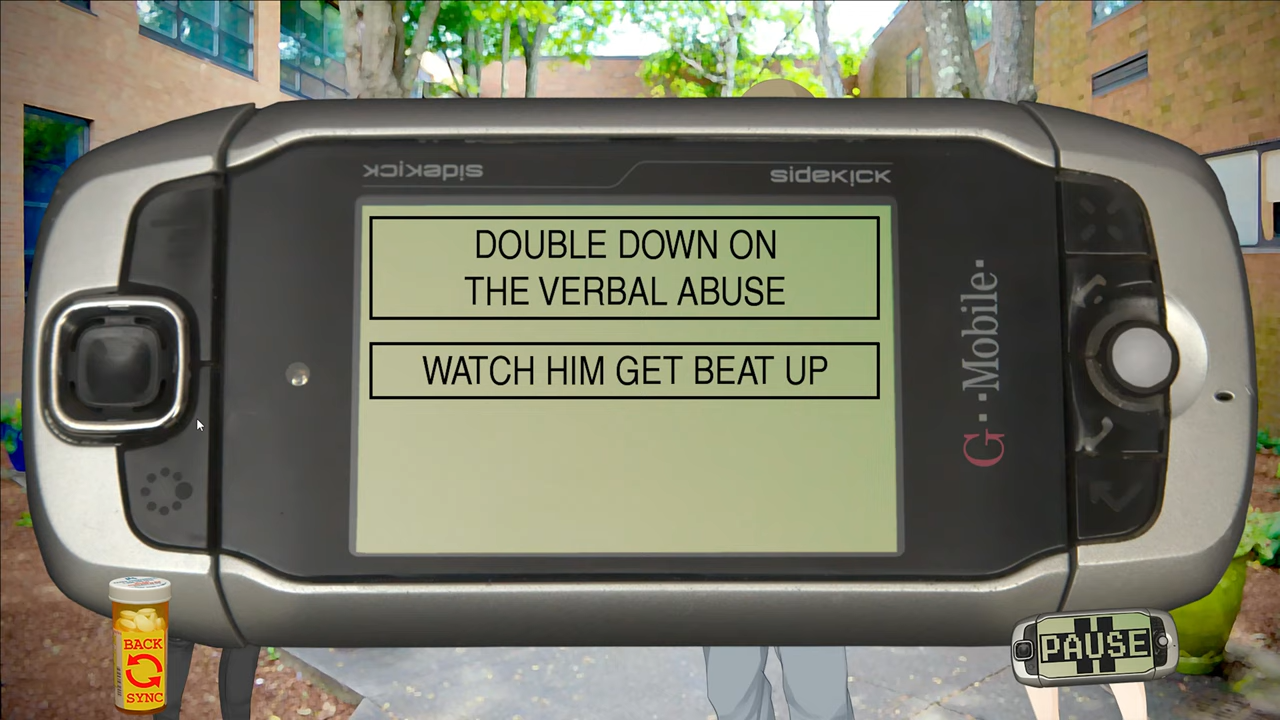 sidekick
sidekick
DOUBLE DOWN ON
THE VERBAL ABUSE
WATCH HIM GET BEAT UP
G··Mobile·
BACK
SYNC
PAUSE